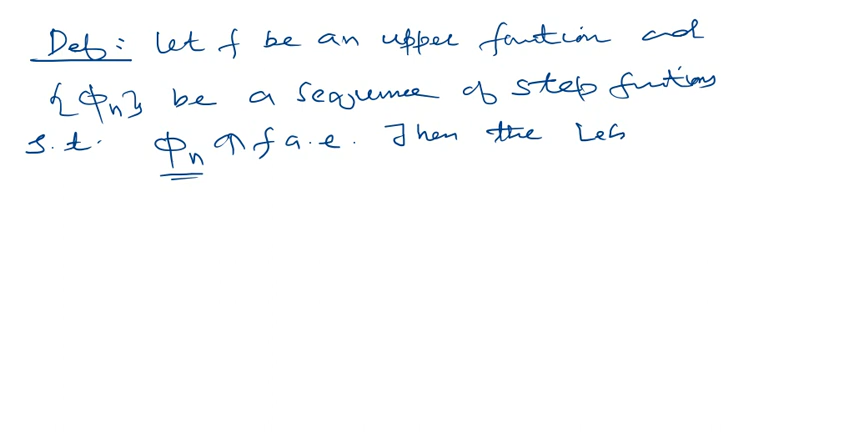 Def: Let f be an upper function and
{φn} be a sequence of step functions
s.t. φn ↑ f a.e. Then the Leb